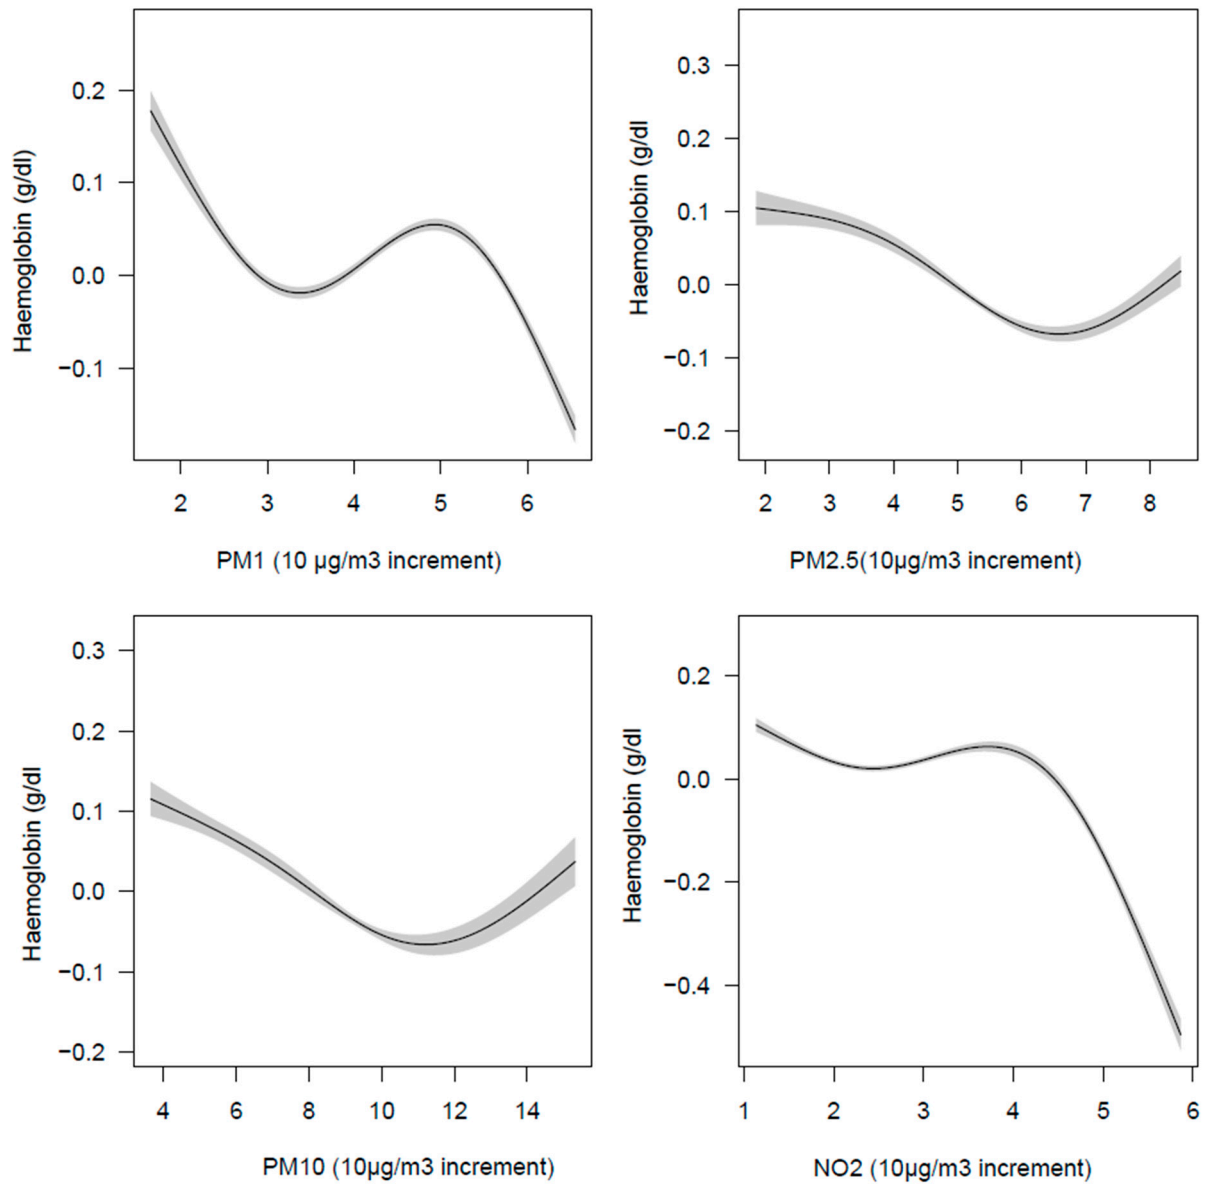 Haemoglobin (g/dl)
0.2
0.1
0.0
−0.1
2 3 4 5 6
PM1 (10 µg/m3 increment)
Haemoglobin (g/dl
0.3
0.2
0.1
0.0
−0.1
−0.2
2 3 4 5 6 7 8
PM2.5(10µg/m3 increment)
Haemoglobin (g/dl
0.3
0.2
0.1
0.0
−0.1
−0.2
4 6 8 10 12 14
PM10 (10µg/m3 increment)
Haemoglobin (g/dl
0.2
0.0
−0.2
−0.4
1 2 3 4 5 6
NO2 (10µg/m3 increment)